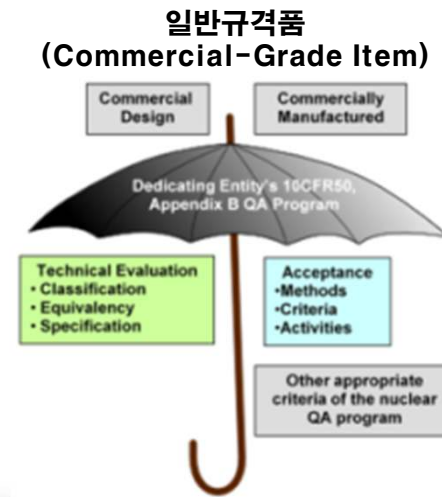 일반규격품
(Commercial-Grade Item)
Commercial
Design
Commercially
Manufactured
Dedicating Entity's 10CFR50,
Appendix B QA Program
Technical Evaluation
• Classification
• Equivalency
• Specification
Acceptance
•Methods
•Criteria
•Activities
Other appropriate
criteria of the nuclear
QA program